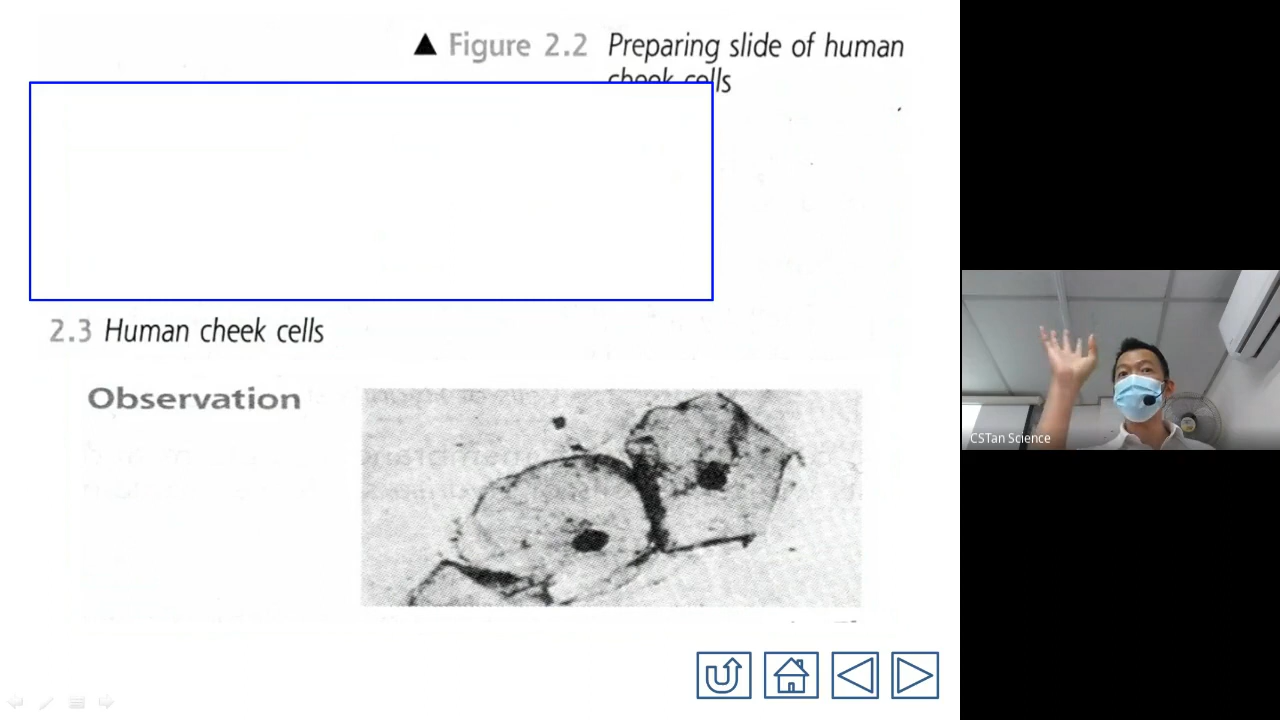 ▲ Figure 2.2 Preparing slide of human
cheek cells
2.3 Human cheek cells
Observation
CSTan Science